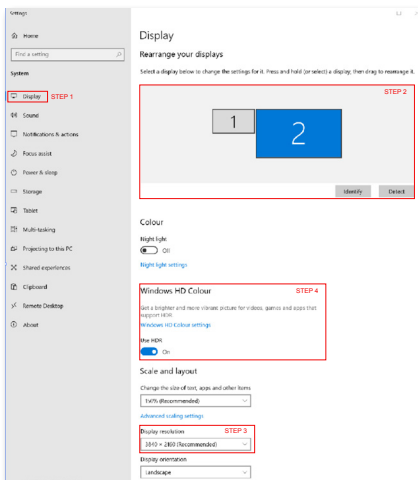 Settings
Home
Find a setting
System
Display STEP 1
Sound
Notifications & actions
Focus assist
Power & sleep
Storage
Tablet
Multi-tasking
Projecting to this PC
Shared experiences
Clipboard
Remote Desktop
About
Display
Rearrange your displays
Select a display below to change the settings for it. Press and hold (or select) a display, then drag to rearrange it.
STEP 2
1
2
Identify Detect
Colour
Night light
Off
Night light settings
Windows HD Colour STEP 4
Get a brighter and more vibrant picture for videos, games and apps that
support HDR.
Windows HD Colour settings
Use HDR
On
Scale and layout
Change the size of text, apps and other items
150% (Recommended)
Advanced scaling settings
Display resolution STEP 3
3840 × 2160 (Recommended)
Display orientation
Landscape